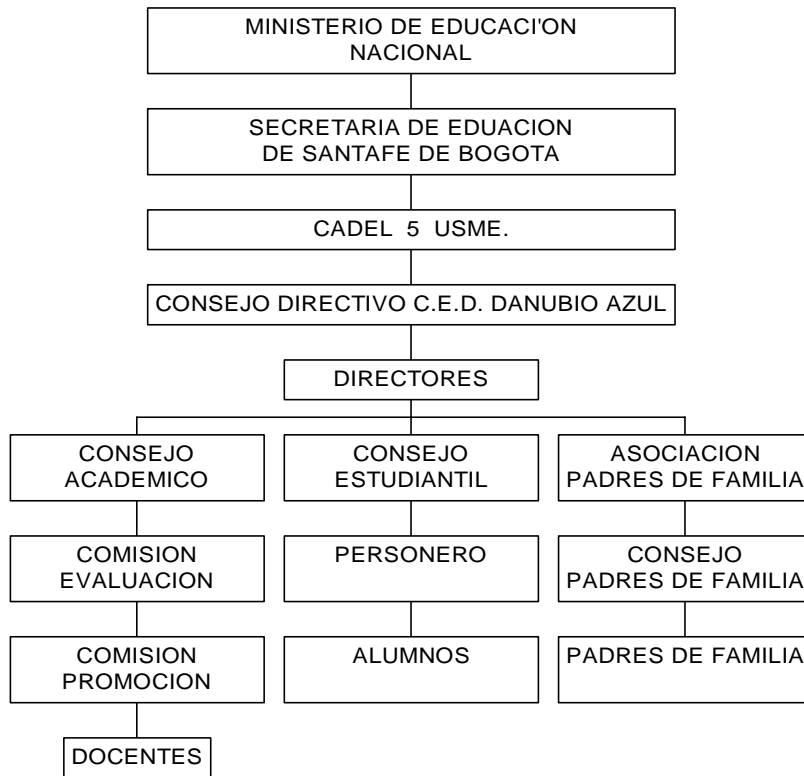 MINISTERIO DE EDUCACI'ON
NACIONAL
SECRETARIA DE EDUACION
DE SANTAFE DE BOGOTA
CADEL 5 USME.
CONSEJO DIRECTIVO C.E.D. DANUBIO AZUL
DIRECTORES
CONSEJO
ACADEMICO
CONSEJO
ESTUDIANTIL
ASOCIACION
PADRES DE FAMILIA
COMISION
EVALUACION
PERSONERO
CONSEJO
PADRES DE FAMILIA
COMISION
PROMOCION
ALUMNOS
PADRES DE FAMILIA
DOCENTES